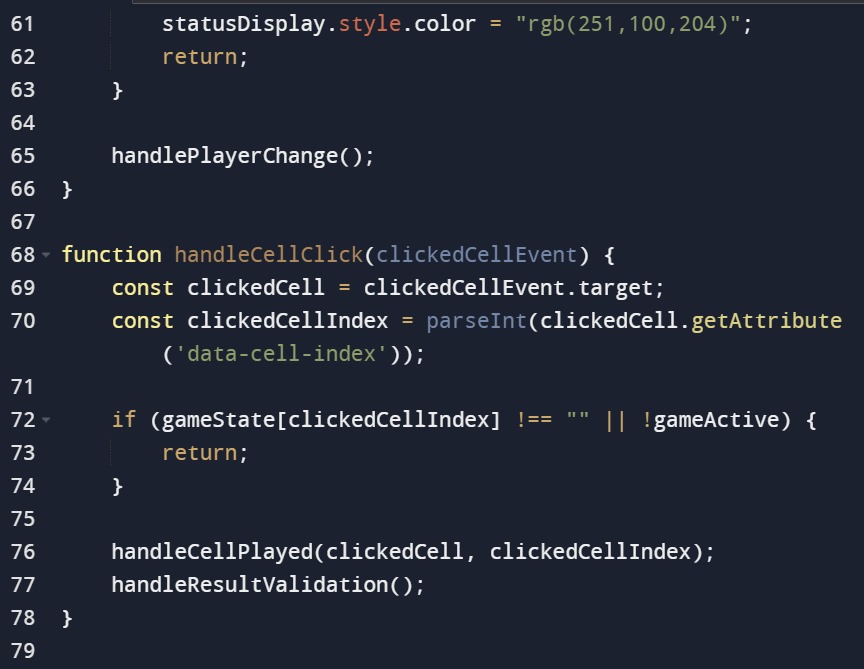 61 statusDisplay.style.color = "rgb(251,100,204)";
62 return;
63 }
64
65 handlePlayerChange();
66 }
67
68 function handleCellClick(clickedCellEvent) {
69 const clickedCell = clickedCellEvent.target;
70 const clickedCellIndex = parseInt(clickedCell.getAttribute
('data-cell-index'));
71
72 if (gameState[clickedCellIndex] !== "" || !gameActive) {
73 return;
74 }
75
76 handleCellPlayed(clickedCell, clickedCellIndex);
77 handleResultValidation();
78 }
79